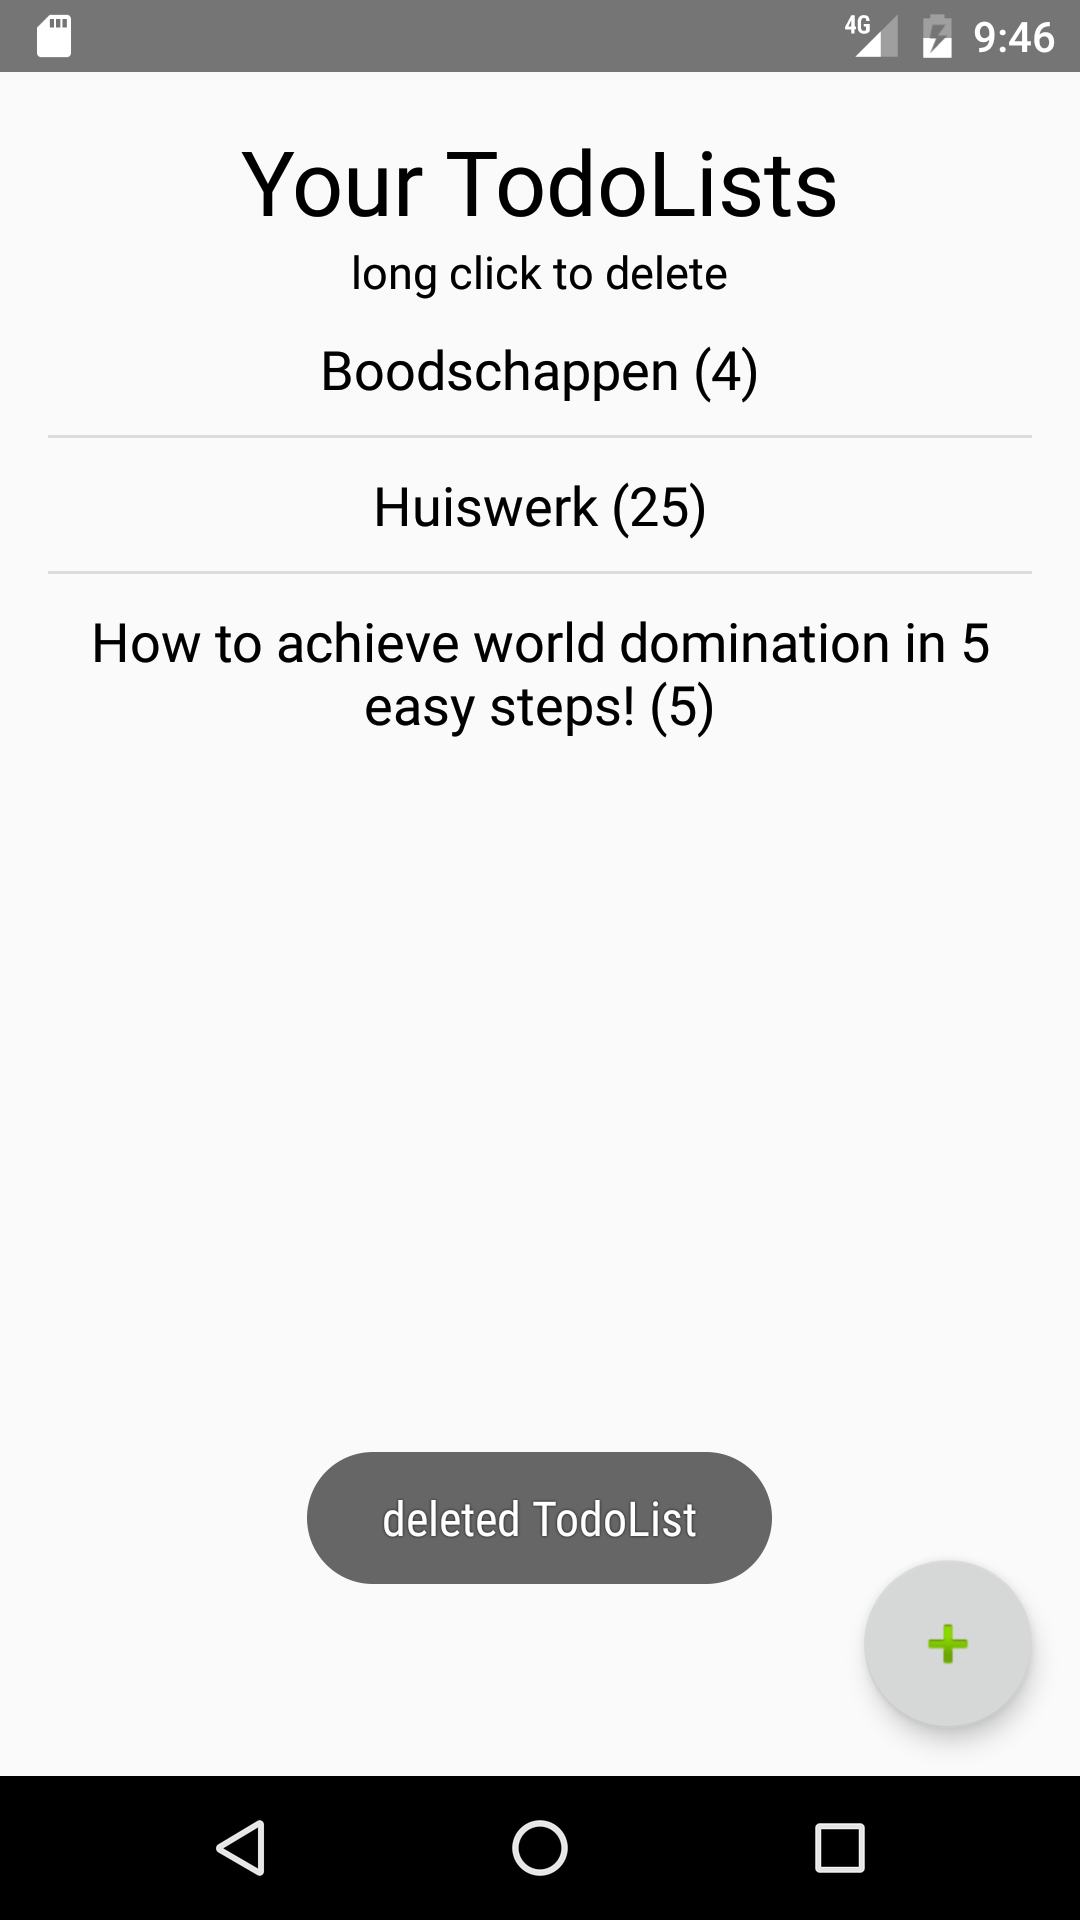 4G 9:46
Your TodoLists
long click to delete
Boodschappen (4)
Huiswerk (25)
How to achieve world domination in 5
easy steps! (5)
deleted TodoList